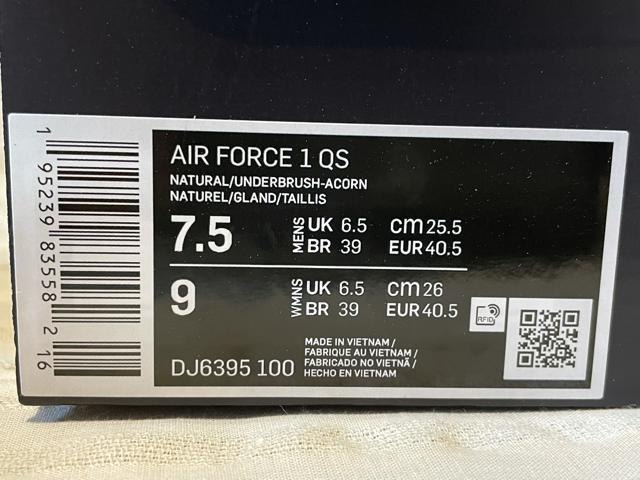 AIR FORCE 1 QS
NATURAL/UNDERBRUSH-ACORN
NATUREL/GLAND/TAILLIS
7.5 MENS UK 6.5 cm 25.5
BR 39 EUR 40.5
9 WMNS UK 6.5 cm 26
BR 39 EUR 40.5
RFID
MADE IN VIETNAM /
FABRIQUE AU VIETNAM /
FABRICADO NO VIETNÃ /
HECHO EN VIETNAM
DJ6395 100
1 95239 83558 2 16